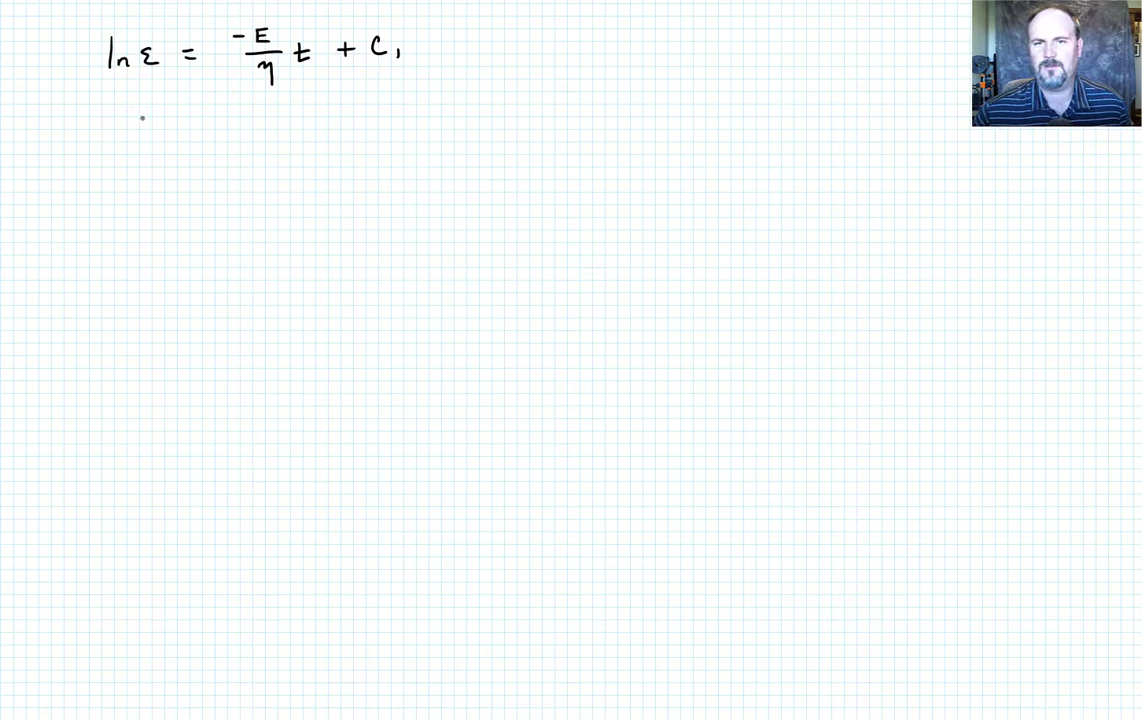 ln ε = -E/η t + C₁